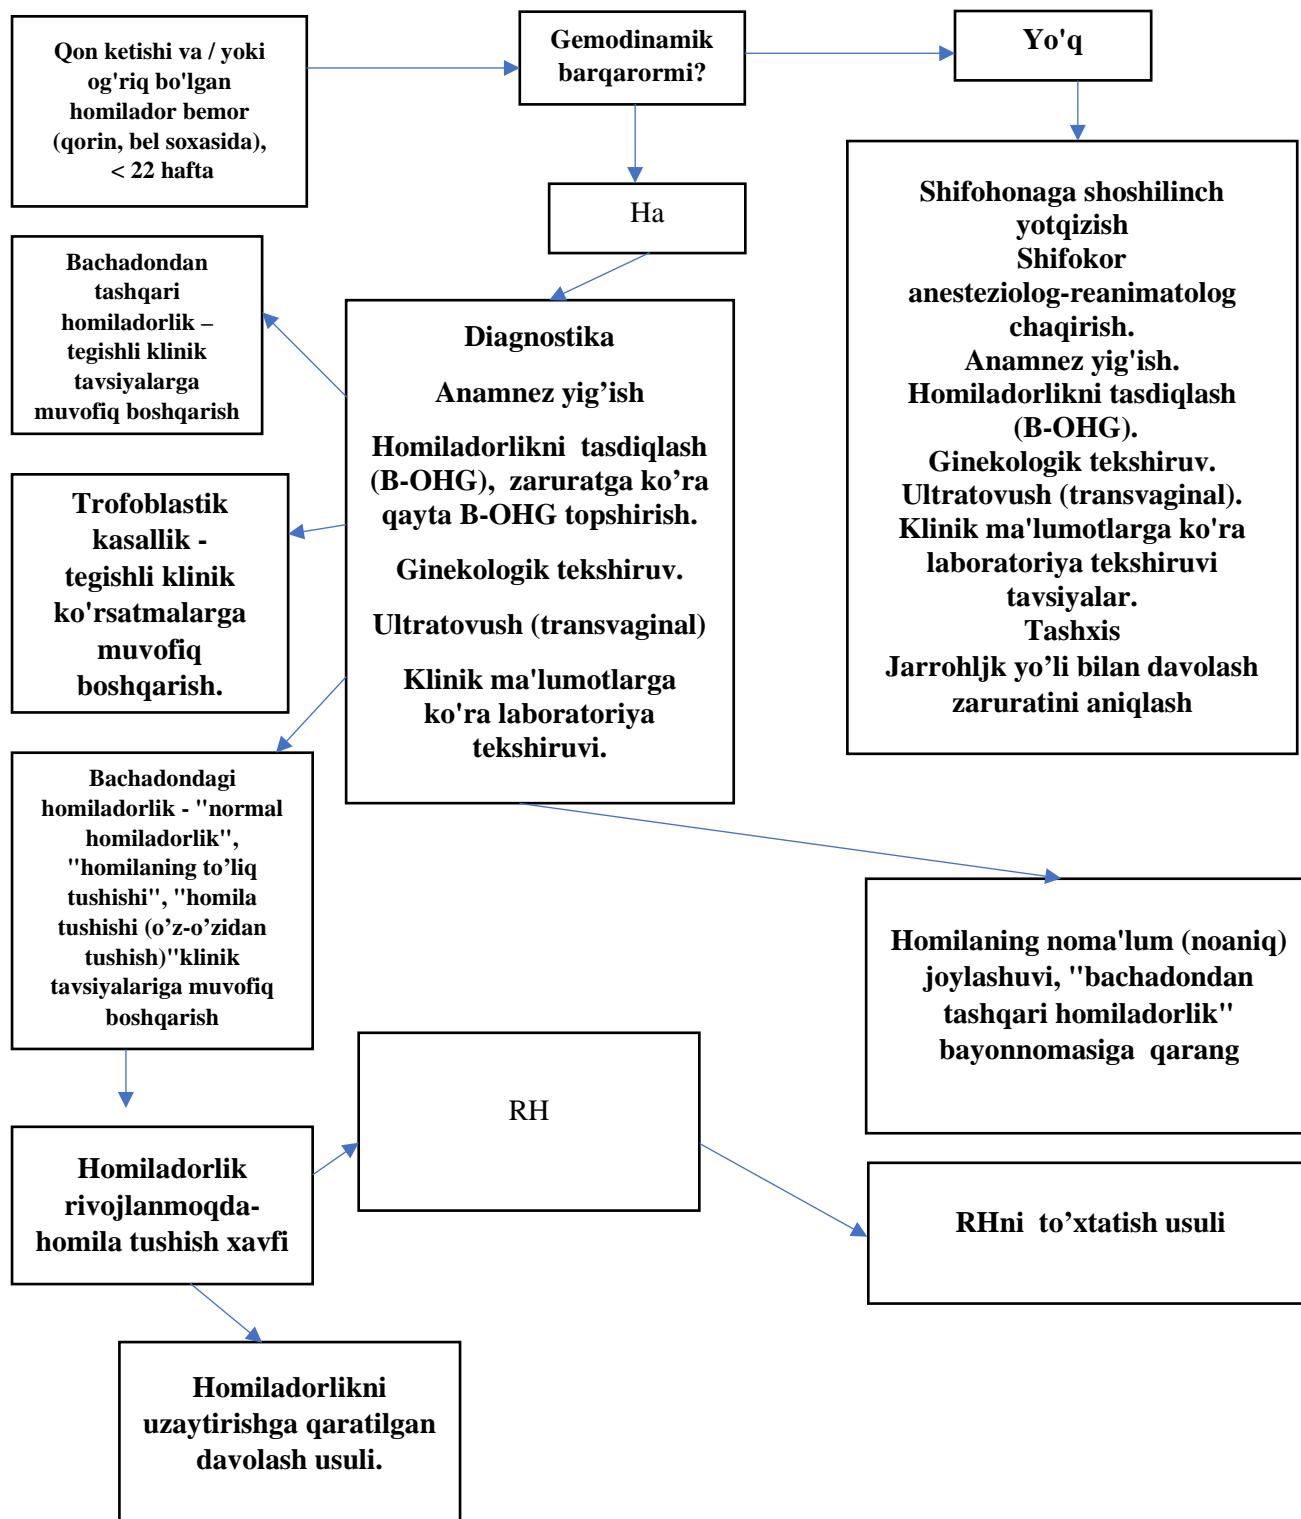 Qon ketishi va / yoki
og'riq bo'lgan
homilador bemor
(qorin, bel soxasida),
< 22 hafta
Gemodinamik
barqarormi?
Yo'q
Ha
Shifohonaga shoshilinch
yotqizish
Shifokor
anesteziolog-reanimatolog
chaqirish.
Anamnez yig'ish.
Homiladorlikni tasdiqlash
(B-OHG).
Ginekologik tekshiruv.
Ultratovush (transvaginal).
Klinik ma'lumotlarga ko'ra
laboratoriya tekshiruvi
tavsiyalar.
Tashxis
Jarrohljk yo’li bilan davolash
zaruratini aniqlash
Bachadondan
tashqari
homiladorlik –
tegishli klinik
tavsiyalarga
muvofiq boshqarish
Diagnostika
Anamnez yig’ish
Homiladorlikni tasdiqlash
(B-OHG), zaruratga ko’ra
qayta B-OHG topshirish.
Ginekologik tekshiruv.
Ultratovush (transvaginal)
Klinik ma'lumotlarga
ko'ra laboratoriya
tekshiruvi.
Trofoblastik
kasallik -
tegishli klinik
ko'rsatmalarga
muvofiq
boshqarish.
Bachadondagi
homiladorlik - "normal
homiladorlik",
"homilaning to’liq
tushishi", "homila
tushishi (o’z-o’zidan
tushish)"klinik
tavsiyalariga muvofiq
boshqarish
Homilaning noma'lum (noaniq)
joylashuvi, "bachadondan
tashqari homiladorlik"
bayonnomasiga qarang
RH
Homiladorlik
rivojlanmoqda-
homila tushish xavfi
RHni to’xtatish usuli
Homiladorlikni
uzaytirishga qaratilgan
davolash usuli.